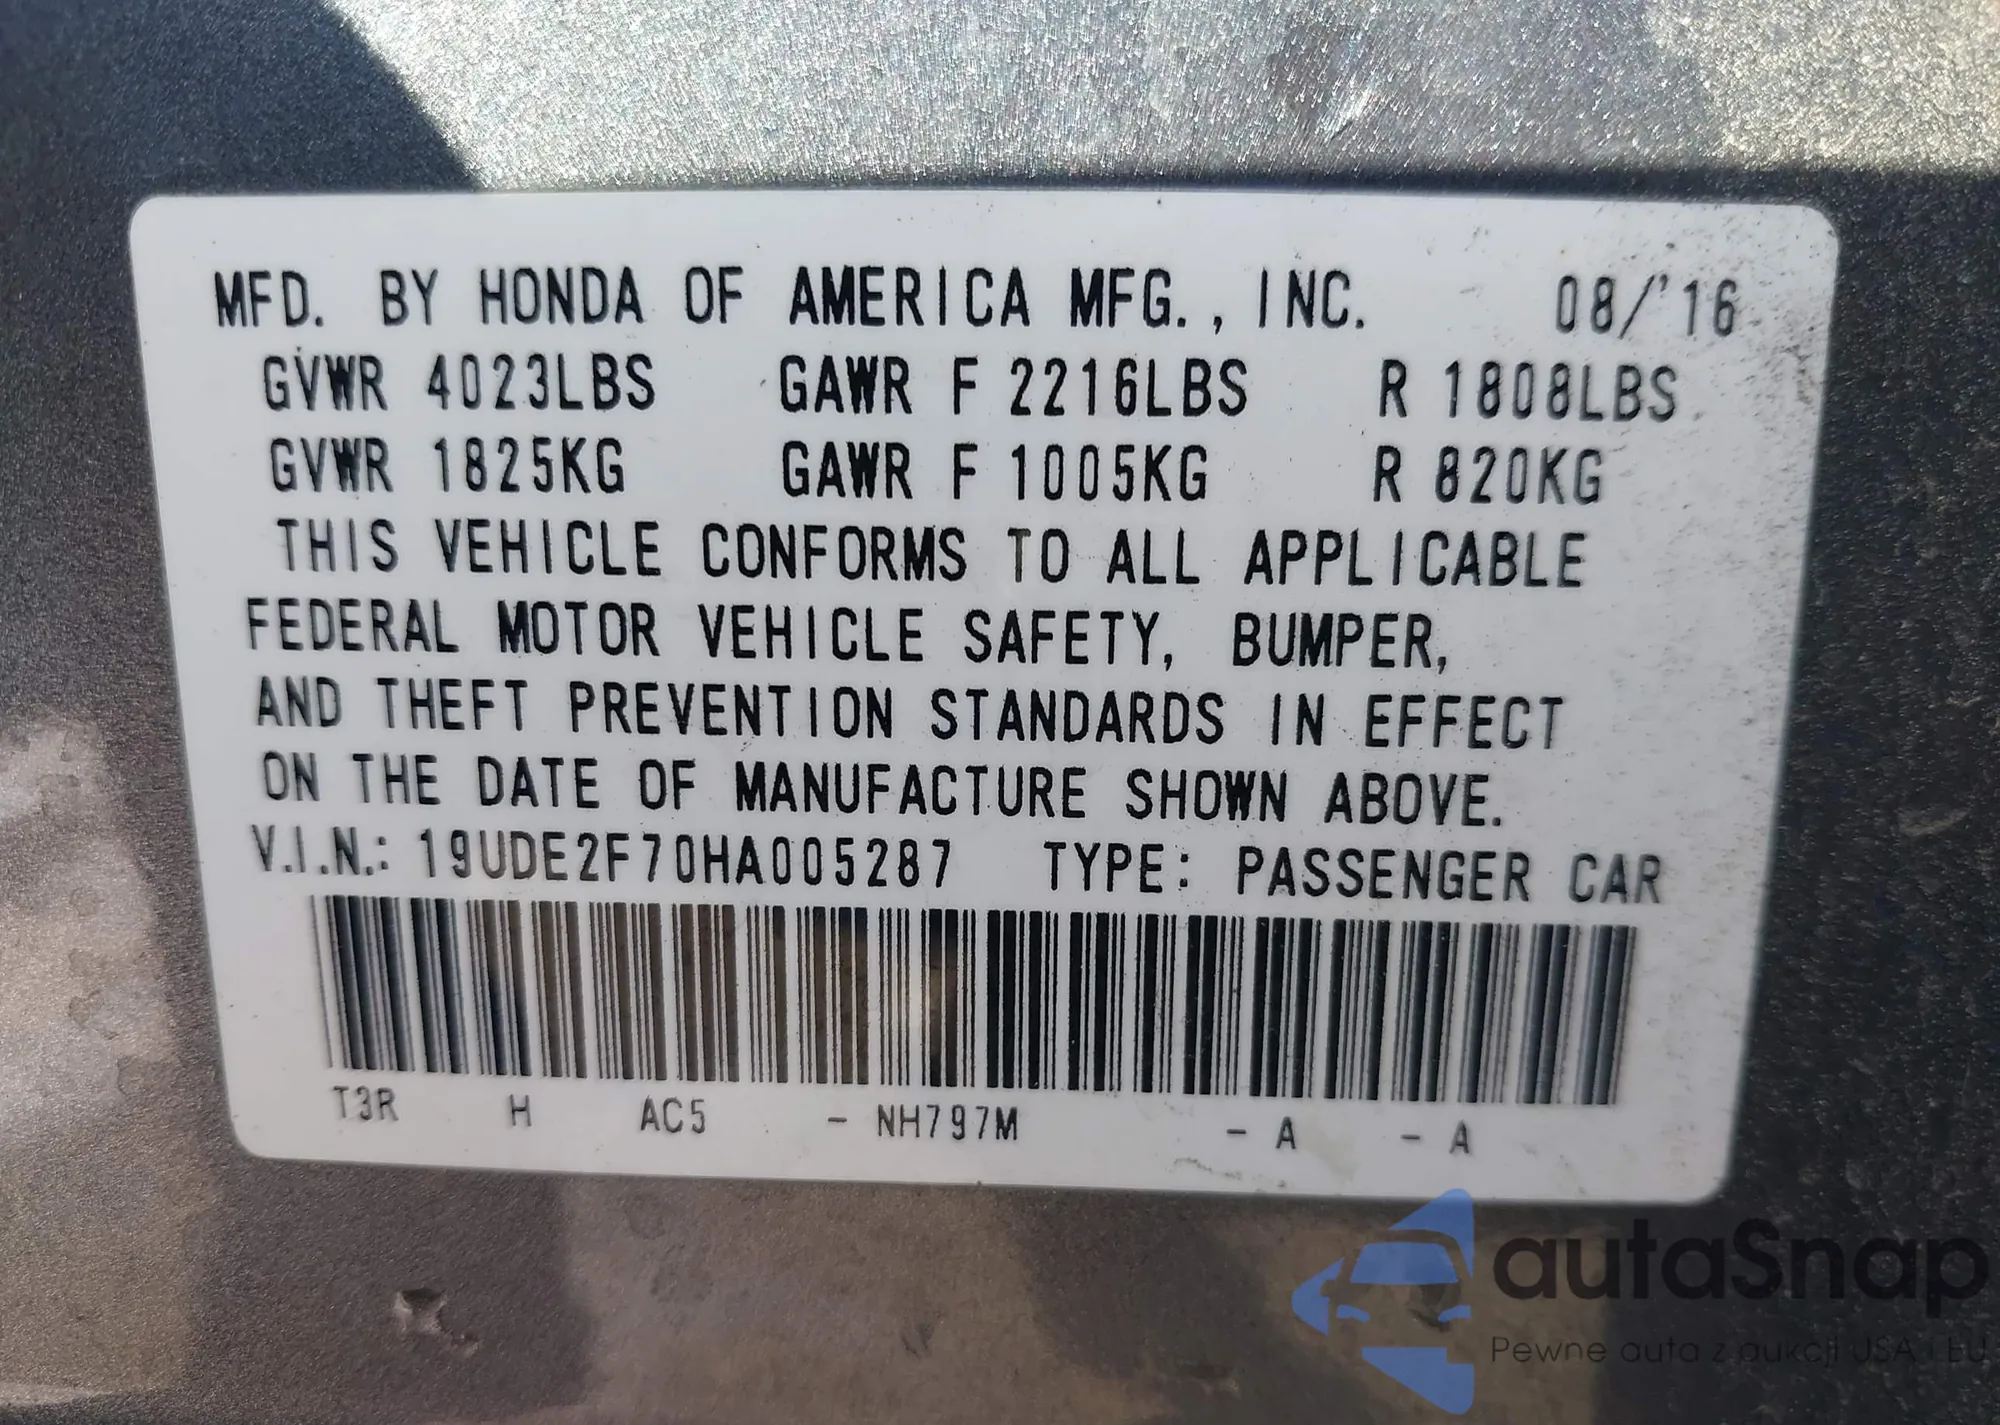 MFD. BY HONDA OF AMERICA MFG., INC. 08/'16
GVWR 4023LBS GAWR F 2216LBS R 1808LBS
GVWR 1825KG GAWR F 1005KG R 820KG
THIS VEHICLE CONFORMS TO ALL APPLICABLE
FEDERAL MOTOR VEHICLE SAFETY, BUMPER,
AND THEFT PREVENTION STANDARDS IN EFFECT
ON THE DATE OF MANUFACTURE SHOWN ABOVE.
V.I.N.: 19UDE2F70HA005287 TYPE: PASSENGER CAR
T3R H AC5 - NH797M - A - A
autaSnap
Pewne auta z aukcji USA i EU